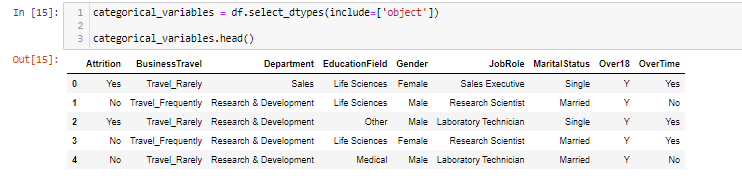 In [15]: 1 categorical_variables = df.select_dtypes(include=['object'])
2
3 categorical_variables.head()
Out[15]:
Attrition BusinessTravel Department EducationField Gender JobRole MaritalStatus Over18 OverTime
0 Yes Travel_Rarely Sales Life Sciences Female Sales Executive Single Y Yes
1 No Travel_Frequently Research & Development Life Sciences Male Research Scientist Married Y No
2 Yes Travel_Rarely Research & Development Other Male Laboratory Technician Single Y Yes
3 No Travel_Frequently Research & Development Life Sciences Female Research Scientist Married Y Yes
4 No Travel_Rarely Research & Development Medical Male Laboratory Technician Married Y No